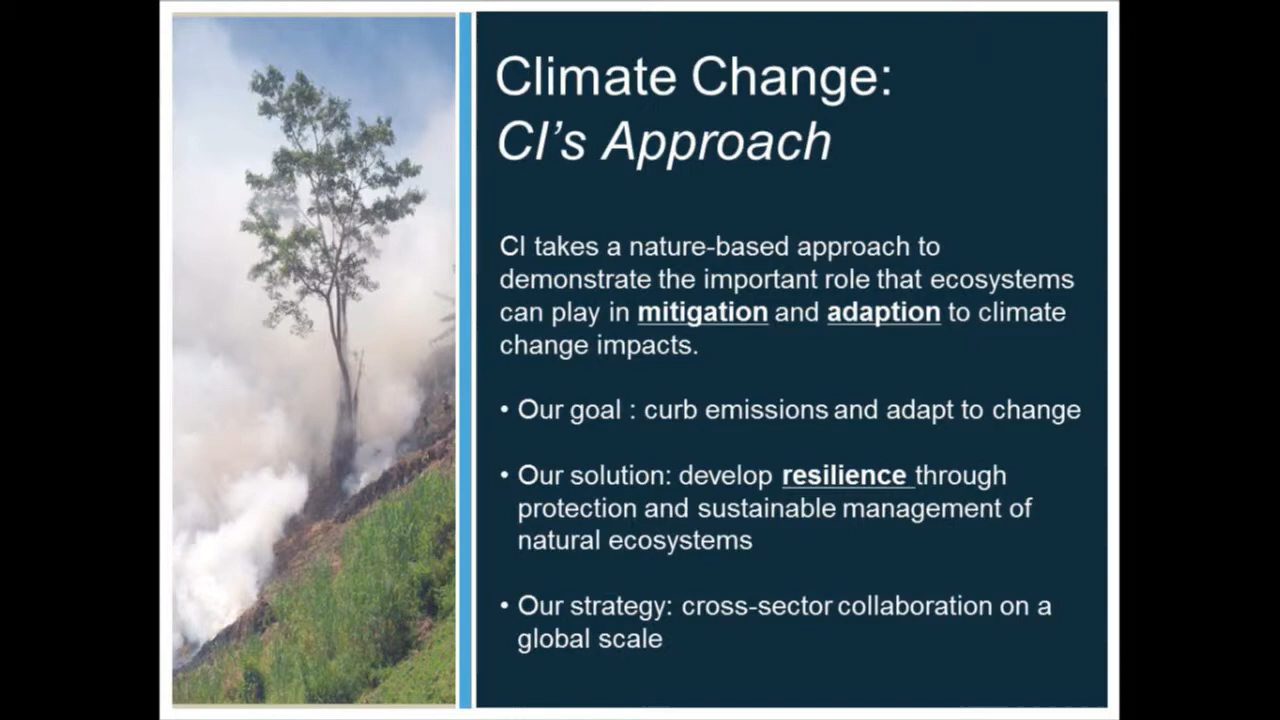 Climate Change:
CI’s Approach
CI takes a nature-based approach to
demonstrate the important role that ecosystems
can play in mitigation and adaption to climate
change impacts.
• Our goal : curb emissions and adapt to change
• Our solution: develop resilience through
protection and sustainable management of
natural ecosystems
• Our strategy: cross-sector collaboration on a
global scale